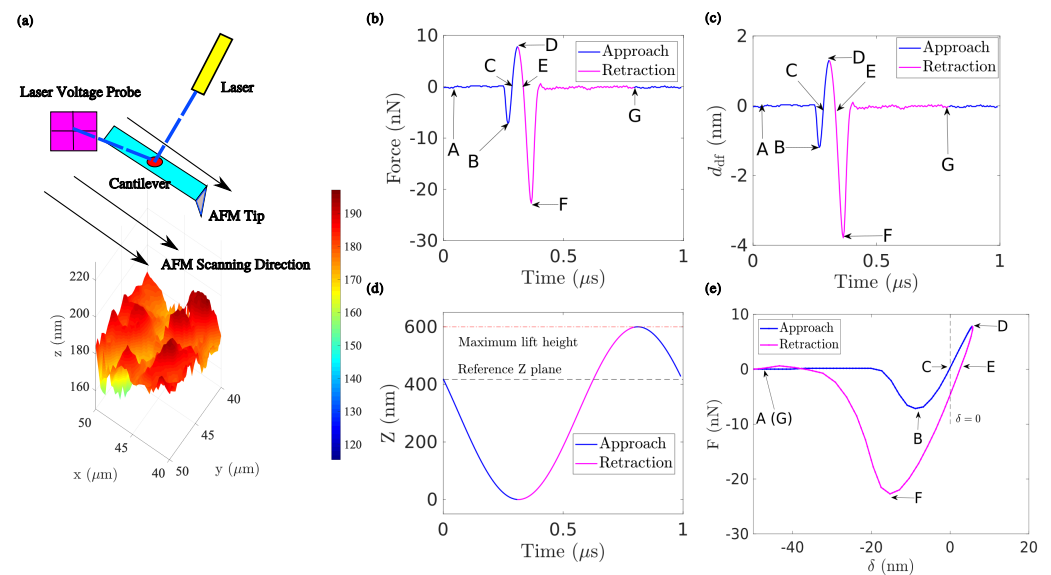 (a)
Laser Voltage Probe
Laser
Cantilever
AFM Tip
AFM Scanning Direction
230
210
190
180
160
z (nm)
50
45
40
x (μm)
50
45
40
y (μm)
190
180
170
160
150
140
130
120
(b)
10
0
-10
-20
-30
Force (nN)
0
0.5
1
Time (μs)
Approach
Retraction
A
B
C
D
E
F
G
(c)
2
0
-2
-4
d_df (nm)
0
0.5
1
Time (μs)
Approach
Retraction
A
B
C
D
E
F
G
(d)
600
400
200
0
Z (nm)
Maximum lift height
Reference Z plane
Approach
Retraction
0
0.5
1
Time (μs)
(e)
10
0
-10
-20
-30
F (nN)
Approach
Retraction
A (G)
B
C
D
E
F
δ = 0
-40
-20
0
20
δ (nm)